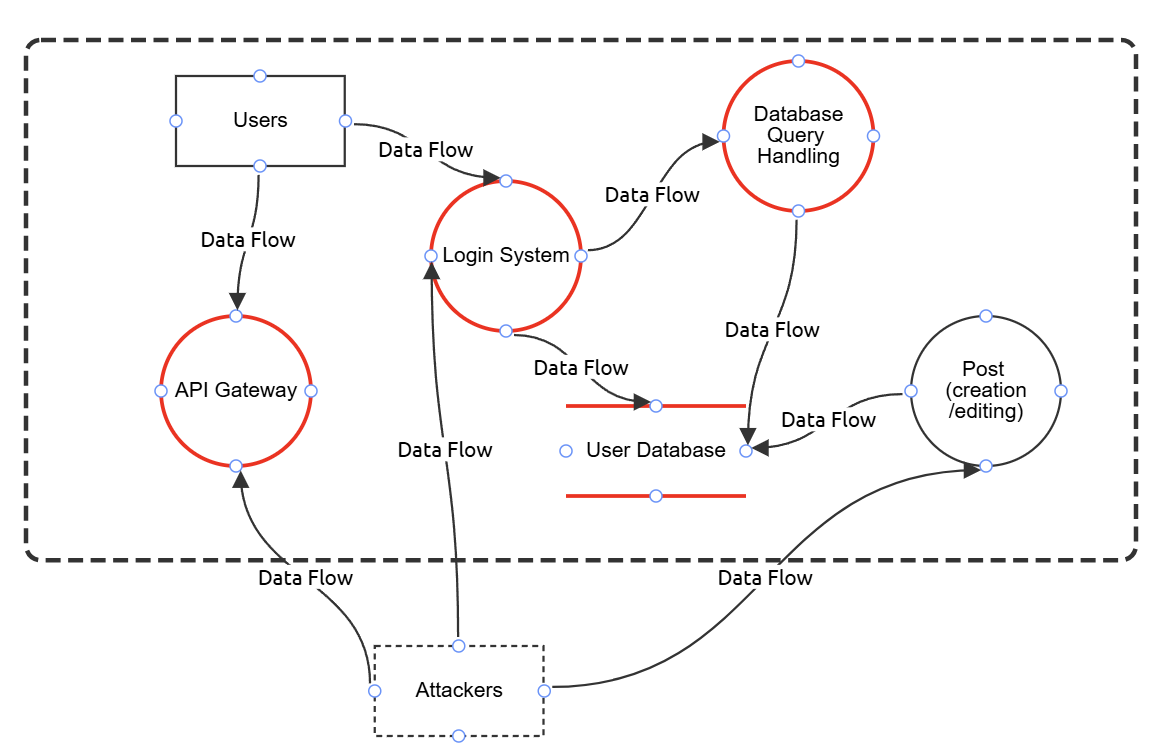 Users
Data Flow
Data Flow
Database
Query
Handling
Data Flow
Login System
Data Flow
API Gateway
Data Flow
Data Flow
User Database
Data Flow
Post
(creation
/editing)
Data Flow
Data Flow
Data Flow
Attackers